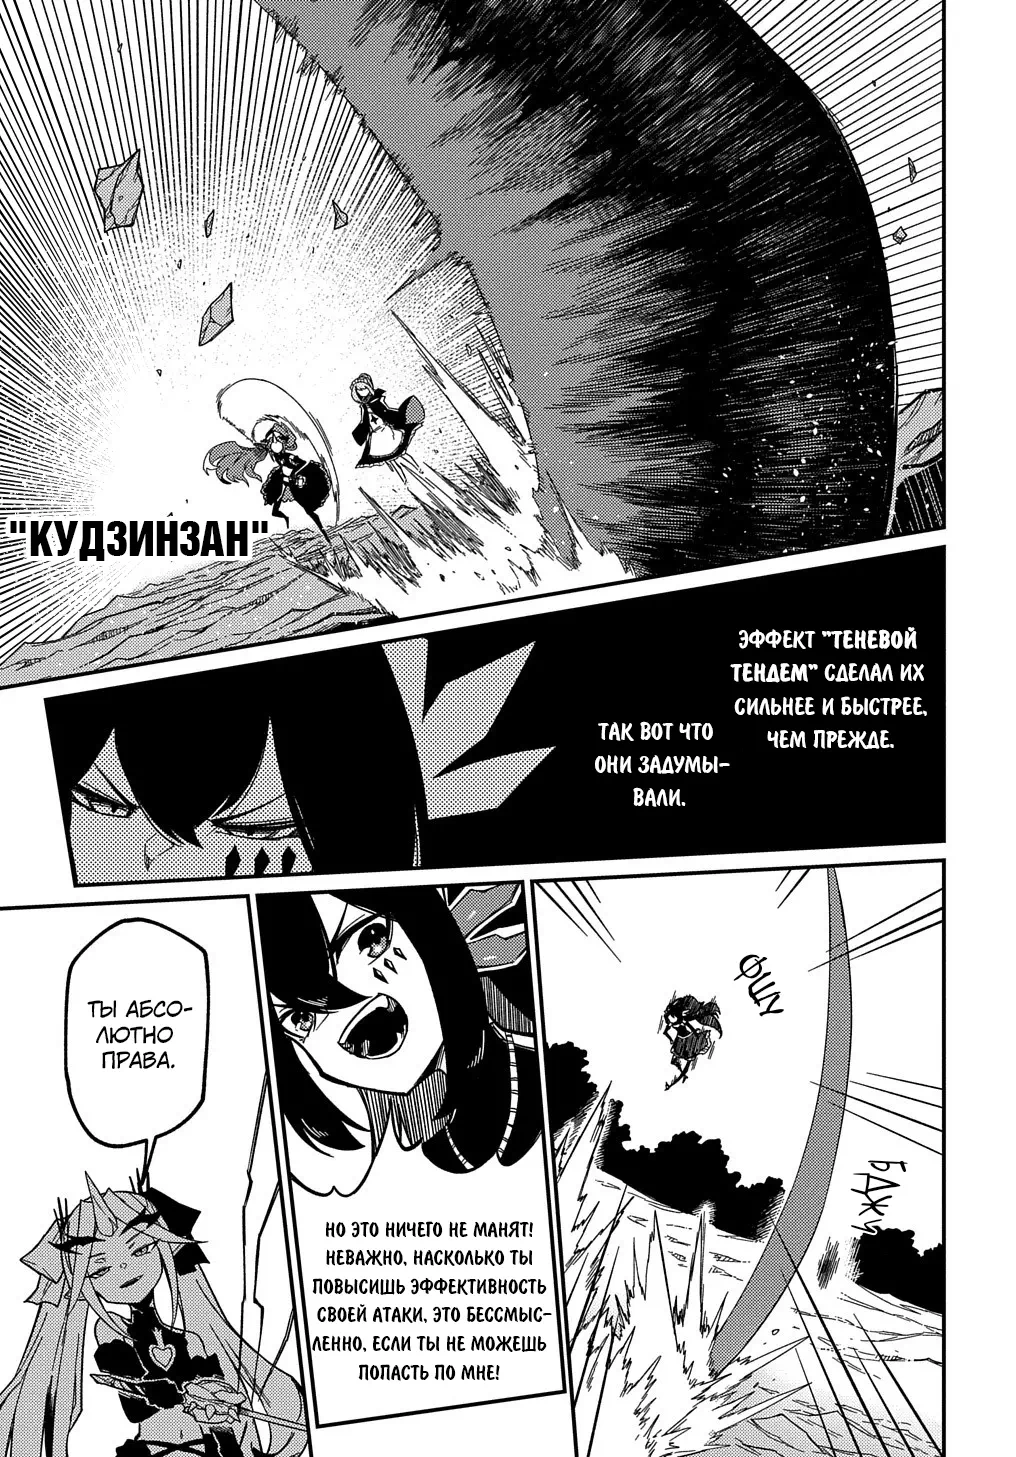 "КУДЗИНЗАН"
ЭФФЕКТ "ТЕНЕВОЙ
ТЕНДЕМ" СДЕЛАЛ ИХ
СИЛЬНЕЕ И БЫСТРЕЕ,
ЧЕМ ПРЕЖДЕ.
ТАК ВОТ ЧТО
ОНИ ЗАДУМЫ-
ВАЛИ.
ФЦУ
БДЖУ
НО ЭТО НИЧЕГО НЕ МАНЯТ!
НЕВАЖНО, НАСКОЛЬКО ТЫ
ПОВЫСИШЬ ЭФФЕКТИВНОСТЬ
СВОЕЙ АТАКИ, ЭТО БЕССМЫС-
ЛЕННО, ЕСЛИ ТЫ НЕ МОЖЕШЬ
ПОПАСТЬ ПО МНЕ!
ТЫ АБСО-
ЛЮТНО
ПРАВА.